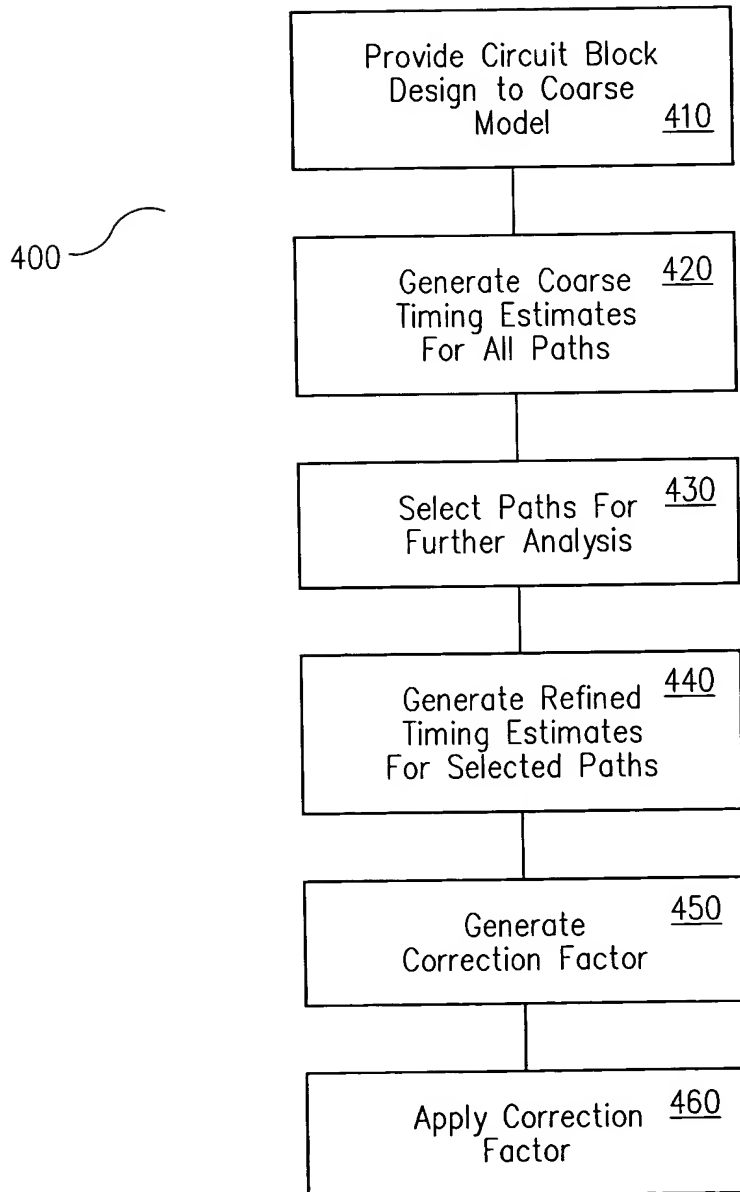 Provide Circuit Block
Design to Coarse
Model 410
400
Generate Coarse 420
Timing Estimates
For All Paths
Select Paths For 430
Further Analysis
Generate Refined 440
Timing Estimates
For Selected Paths
Generate 450
Correction Factor
Apply Correction 460
Factor